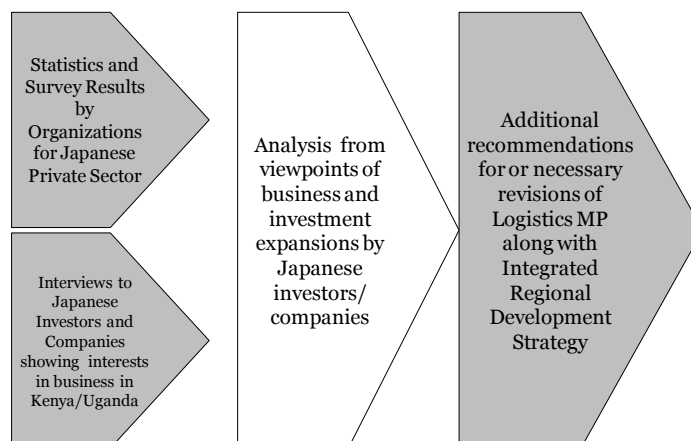 Statistics and
Survey Results
by
Organizations
for Japanese
Private Sector
Interviews to
Japanese
Investors and
Companies
showing interests
in business in
Kenya/Uganda
Analysis from
viewpoints of
business and
investment
expansions by
Japanese
investors/
companies
Additional
recommendations
for or necessary
revisions of
Logistics MP
along with
Integrated
Regional
Development
Strategy